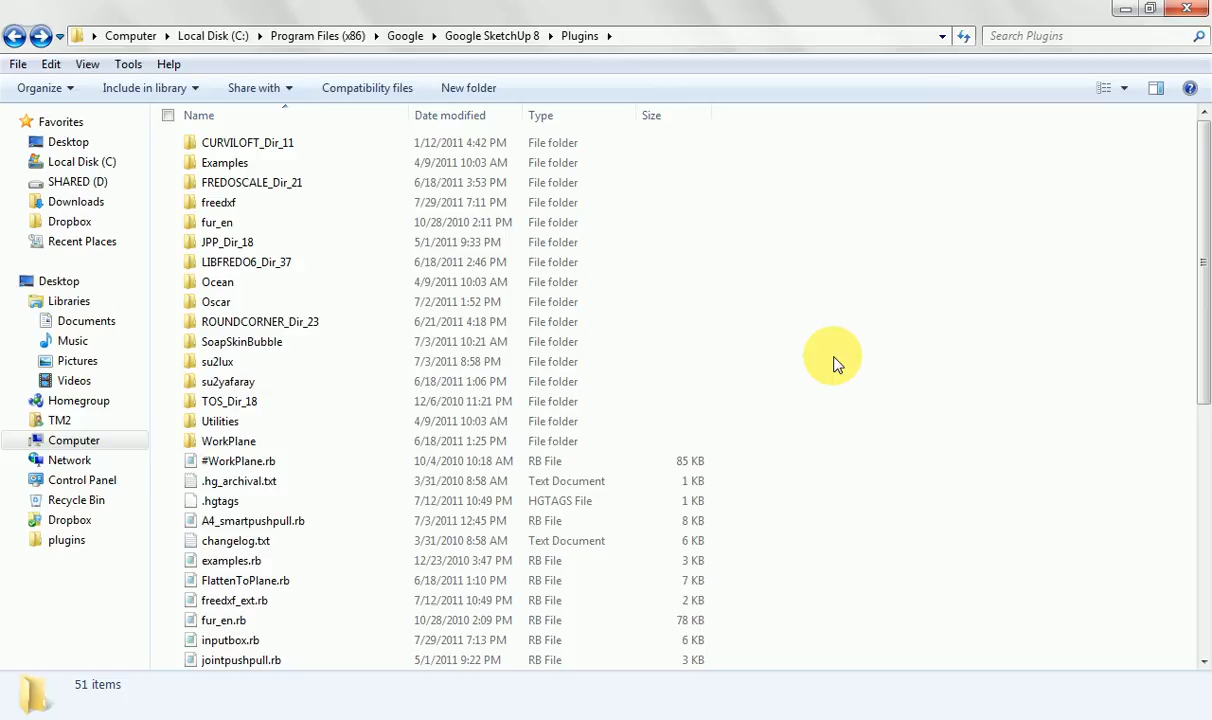 Computer Local Disk (C:) Program Files (x86) Google Google SketchUp 8 Plugins Search Plugins
File Edit View Tools Help
Organize Include in library Share with Compatibility files New folder
Name Date modified Type Size
Favorites
Desktop
Local Disk (C)
SHARED (D)
Downloads
Dropbox
Recent Places
Desktop
Libraries
Documents
Music
Pictures
Videos
Homegroup
TM2
Computer
Network
Control Panel
Recycle Bin
Dropbox
plugins
CURVILOFT_Dir_11 1/12/2011 4:42 PM File folder
Examples 4/9/2011 10:03 AM File folder
FREDOSCALE_Dir_21 6/18/2011 3:53 PM File folder
freedxf 7/29/2011 7:11 PM File folder
fur_en 10/28/2010 2:11 PM File folder
JPP_Dir_18 5/1/2011 9:33 PM File folder
LIBFREDO6_Dir_37 6/18/2011 2:46 PM File folder
Ocean 4/9/2011 10:03 AM File folder
Oscar 7/2/2011 1:52 PM File folder
ROUNDCORNER_Dir_23 6/21/2011 4:18 PM File folder
SoapSkinBubble 7/3/2011 10:21 AM File folder
su2lux 7/3/2011 8:58 PM File folder
su2yafaray 6/18/2011 1:06 PM File folder
TOS_Dir_18 12/6/2010 11:21 PM File folder
Utilities 4/9/2011 10:03 AM File folder
WorkPlane 6/18/2011 1:25 PM File folder
#WorkPlane.rb 10/4/2010 10:18 AM RB File 85 KB
.hg_archival.txt 3/31/2010 8:58 AM Text Document 1 KB
.hgtags 7/12/2011 10:49 PM HGTAGS File 1 KB
A4_smartpushpull.rb 7/3/2011 12:45 PM RB File 8 KB
changelog.txt 3/31/2010 8:58 AM Text Document 6 KB
examples.rb 12/23/2010 3:47 PM RB File 3 KB
FlattenToPlane.rb 6/18/2011 1:10 PM RB File 7 KB
freedxf_ext.rb 7/12/2011 10:49 PM RB File 2 KB
fur_en.rb 10/28/2010 2:09 PM RB File 78 KB
inputbox.rb 7/29/2011 7:13 PM RB File 6 KB
jointpushpull.rb 5/1/2011 9:22 PM RB File 3 KB
51 items